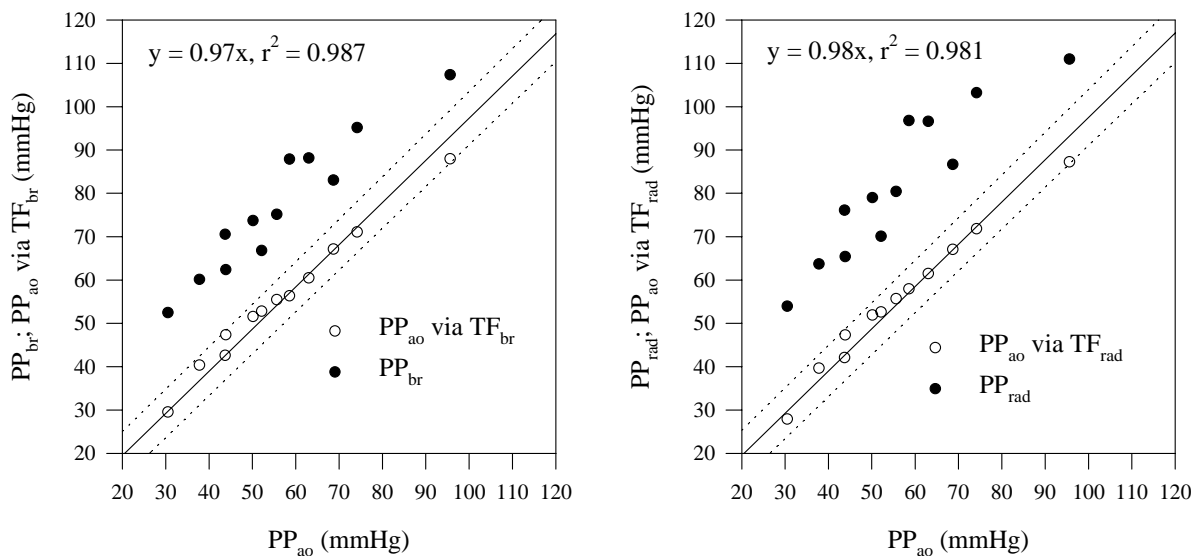 y = 0.97x, r² = 0.987
PP_br; PP_ao via TF_br (mmHg)
120
110
100
90
80
70
60
50
40
30
20
PP_ao via TF_br
PP_br
20 30 40 50 60 70 80 90 100 110 120
PP_ao (mmHg)
y = 0.98x, r² = 0.981
PP_rad; PP_ao via TF_rad (mmHg)
120
110
100
90
80
70
60
50
40
30
20
PP_ao via TF_rad
PP_rad
20 30 40 50 60 70 80 90 100 110 120
PP_ao (mmHg)